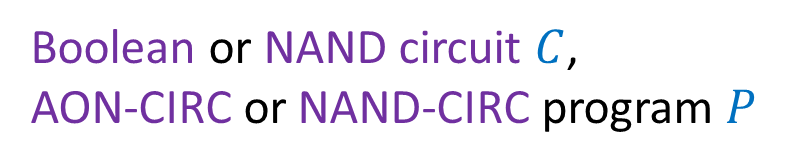 Boolean or NAND circuit C,
AON-CIRC or NAND-CIRC program P